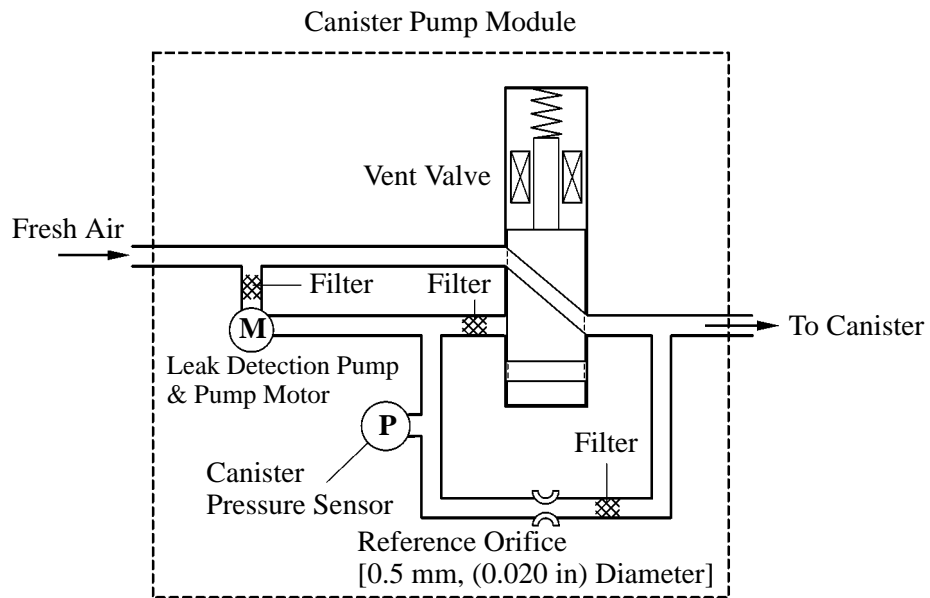 Canister Pump Module
Vent Valve
Fresh Air
Filter
Filter
To Canister
M
Leak Detection Pump
& Pump Motor
P
Filter
Canister
Pressure Sensor
Reference Orifice
[0.5 mm, (0.020 in) Diameter]